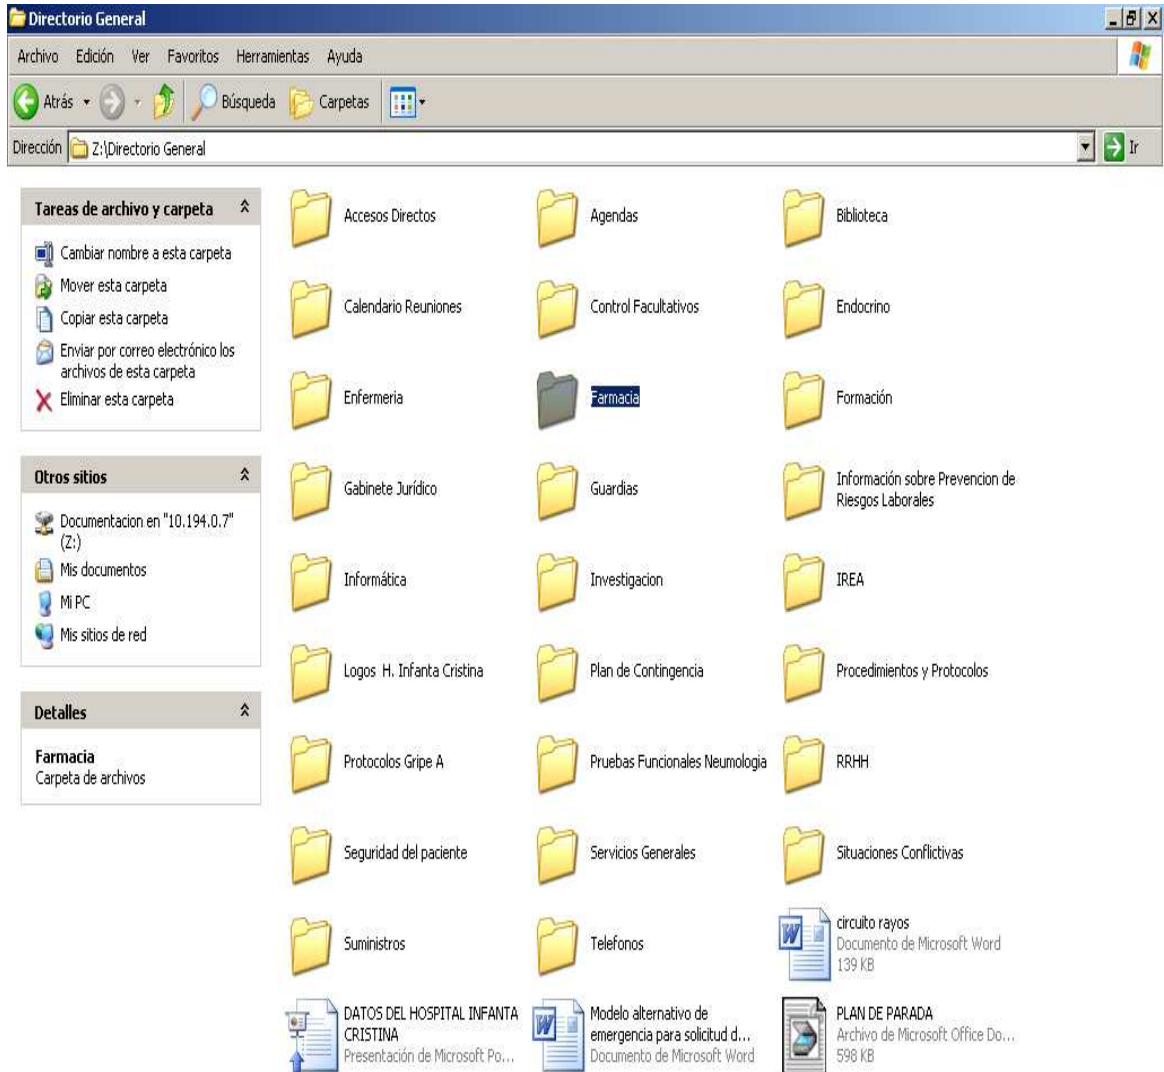 Directorio General
Archivo Edición Ver Favoritos Herramientas Ayuda
Atrás Búsqueda Carpetas
Dirección Z:\Directorio General Ir
Tareas de archivo y carpeta
Cambiar nombre a esta carpeta
Mover esta carpeta
Copiar esta carpeta
Enviar por correo electrónico los
archivos de esta carpeta
Eliminar esta carpeta
Otros sitios
Documentacion en "10.194.0.7"
(Z:)
Mis documentos
Mi PC
Mis sitios de red
Detalles
Farmacia
Carpeta de archivos
Accesos Directos
Agendas
Biblioteca
Calendario Reuniones
Control Facultativos
Endocrino
Enfermeria
Farmacia
Formación
Gabinete Jurídico
Guardias
Información sobre Prevencion de
Riesgos Laborales
Informática
Investigacion
IREA
Logos H. Infanta Cristina
Plan de Contingencia
Procedimientos y Protocolos
Protocolos Gripe A
Pruebas Funcionales Neumologia
RRHH
Seguridad del paciente
Servicios Generales
Situaciones Conflictivas
Suministros
Telefonos
circuito rayos
Documento de Microsoft Word
139 KB
DATOS DEL HOSPITAL INFANTA
CRISTINA
Presentación de Microsoft Po...
Modelo alternativo de
emergencia para solicitud d...
Documento de Microsoft Word
PLAN DE PARADA
Archivo de Microsoft Office Do...
598 KB